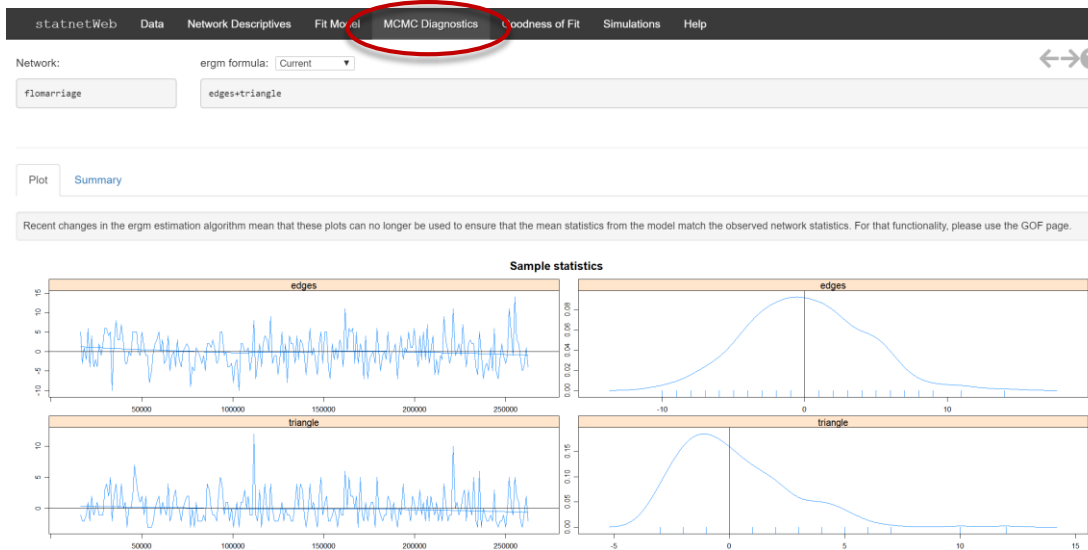 statnetWeb Data Network Descriptives Fit Model MCMC Diagnostics Goodness of Fit Simulations Help
Network: ergm formula: Current
flomarriage edges+triangle
Plot Summary
Recent changes in the ergm estimation algorithm mean that these plots can no longer be used to ensure that the mean statistics from the model match the observed network statistics. For that functionality, please use the GOF page.
Sample statistics
edges
15
10
5
0
-5
-10
50000 100000 150000 200000 250000
edges
0.08
0.06
0.04
0.02
0.00
-10 0 10
triangle
10
5
0
50000 100000 150000 200000 250000
triangle
0.15
0.10
0.05
0.00
-5 0 5 10 15